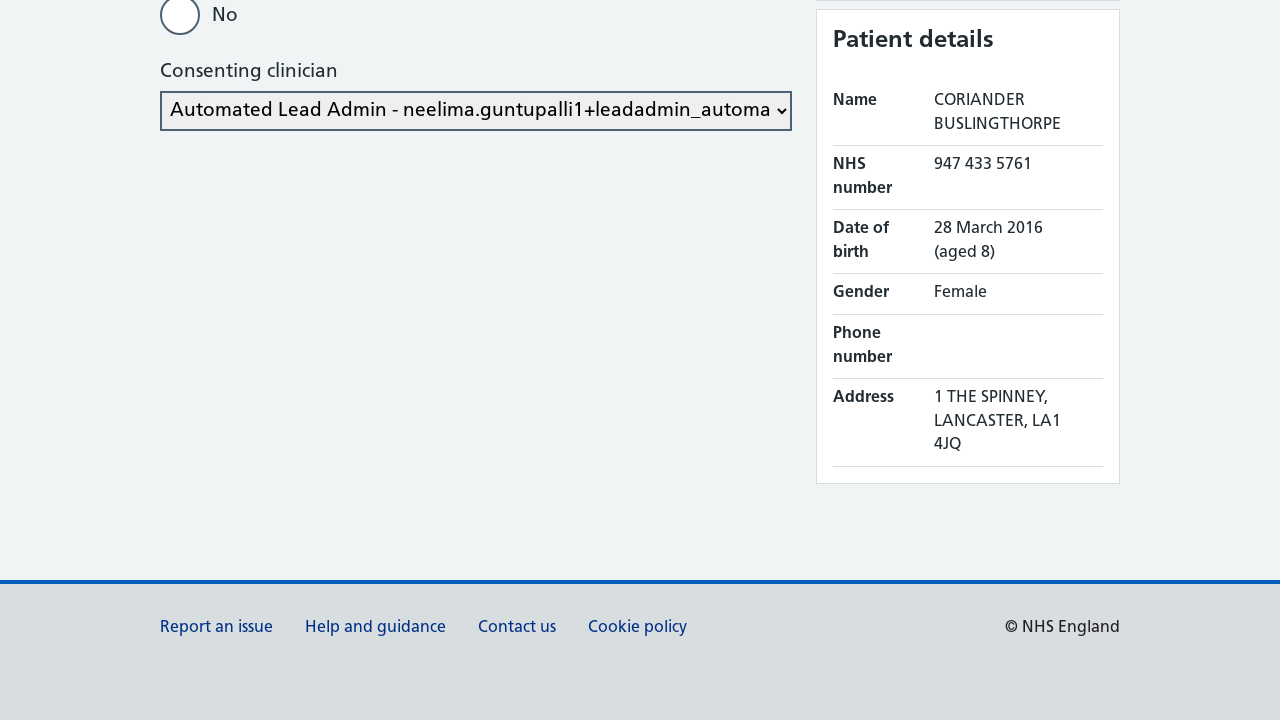 No
Consenting clinician
Automated Lead Admin - neelima.guntupalli1+leadadmin_automa
Patient details
Name CORIANDER
BUSLINGTHORPE
NHS number 947 433 5761
Date of birth 28 March 2016
(aged 8)
Gender Female
Phone number
Address 1 THE SPINNEY,
LANCASTER, LA1
4JQ
Report an issue Help and guidance Contact us Cookie policy © NHS England